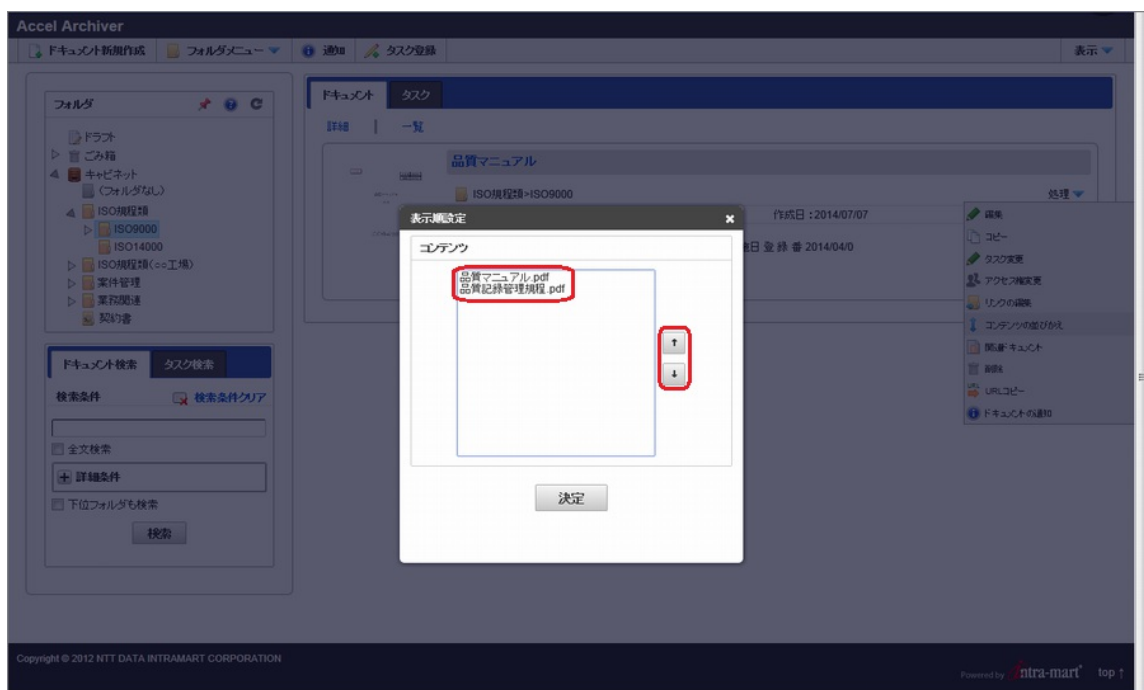 Accel Archiver
ドキュメント新規作成 フォルダメニュー 通知 タスク登録 表示
フォルダ
ドラフト
ごみ箱
キャビネット
(フォルダなし)
ISO規程類
ISO9000
ISO14000
ISO規程類(○○工場)
案件管理
業務関連
契約書
ドキュメント検索 タスク検索
検索条件 検索条件クリア
全文検索
詳細条件
下位フォルダも検索
検索
ドキュメント タスク
詳細 | 一覧
品質マニュアル
ISO規程類>ISO9000 処理
作成日:2014/07/07
日 登 録 番 2014/04/0
表示順設定 ×
コンテンツ
品質マニュアル.pdf
品質記録管理規程.pdf
↑
↓
決定
編集
コピー
タスク変更
アクセス権変更
リンクの編集
コンテンツの並びかえ
関連ドキュメント
削除
URLコピー
ドキュメントの通知
Copyright © 2012 NTT DATA INTRAMART CORPORATION
Powered by intra-mart top ↑